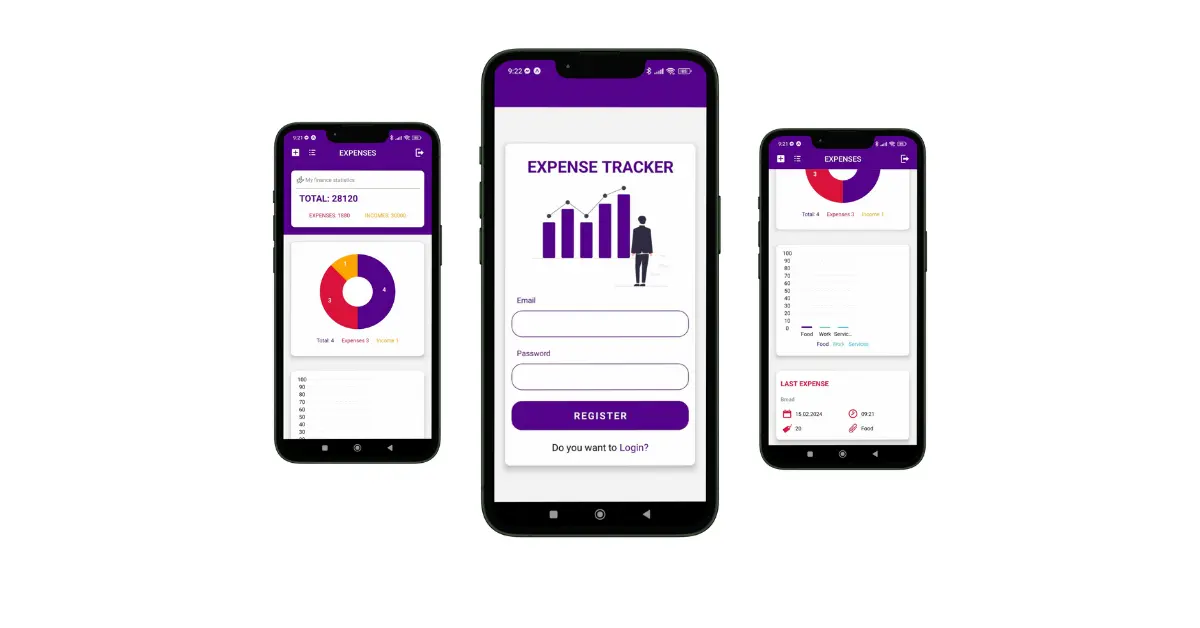 9:21
EXPENSES
My finance statistics
TOTAL: 28120
EXPENSES: 1880
1
3
4
Total: 4 Expenses 3 Income 1
100
90
80
70
60
50
40
30
9:22
EXPENSE TRACKER
Email
Password
REGISTER
Do you want to Login?
9:21
EXPENSES
3
Total: 4 Expenses 3 Income 1
100
90
80
70
60
50
40
30
20
10
0
Food Work Servic...
Food Work Services
LAST EXPENSE
Bread
15.02.2024 09:21
20 Food